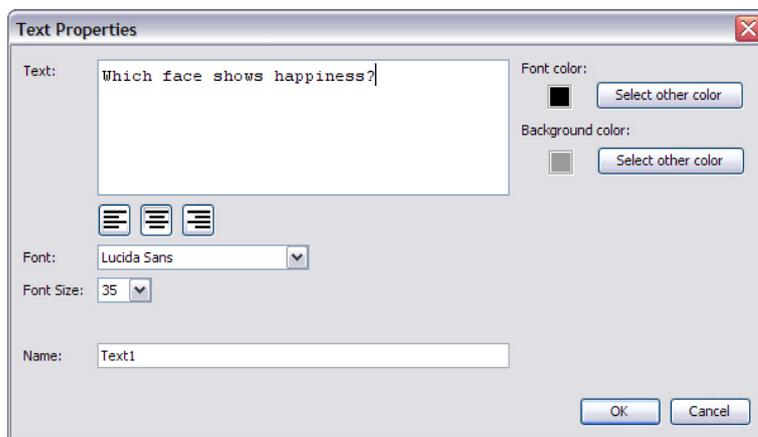 Text Properties
Text:
Which face shows happiness?
Font color:
Select other color
Background color:
Select other color
Font:
Lucida Sans
Font Size:
35
Name:
Text1
OK
Cancel